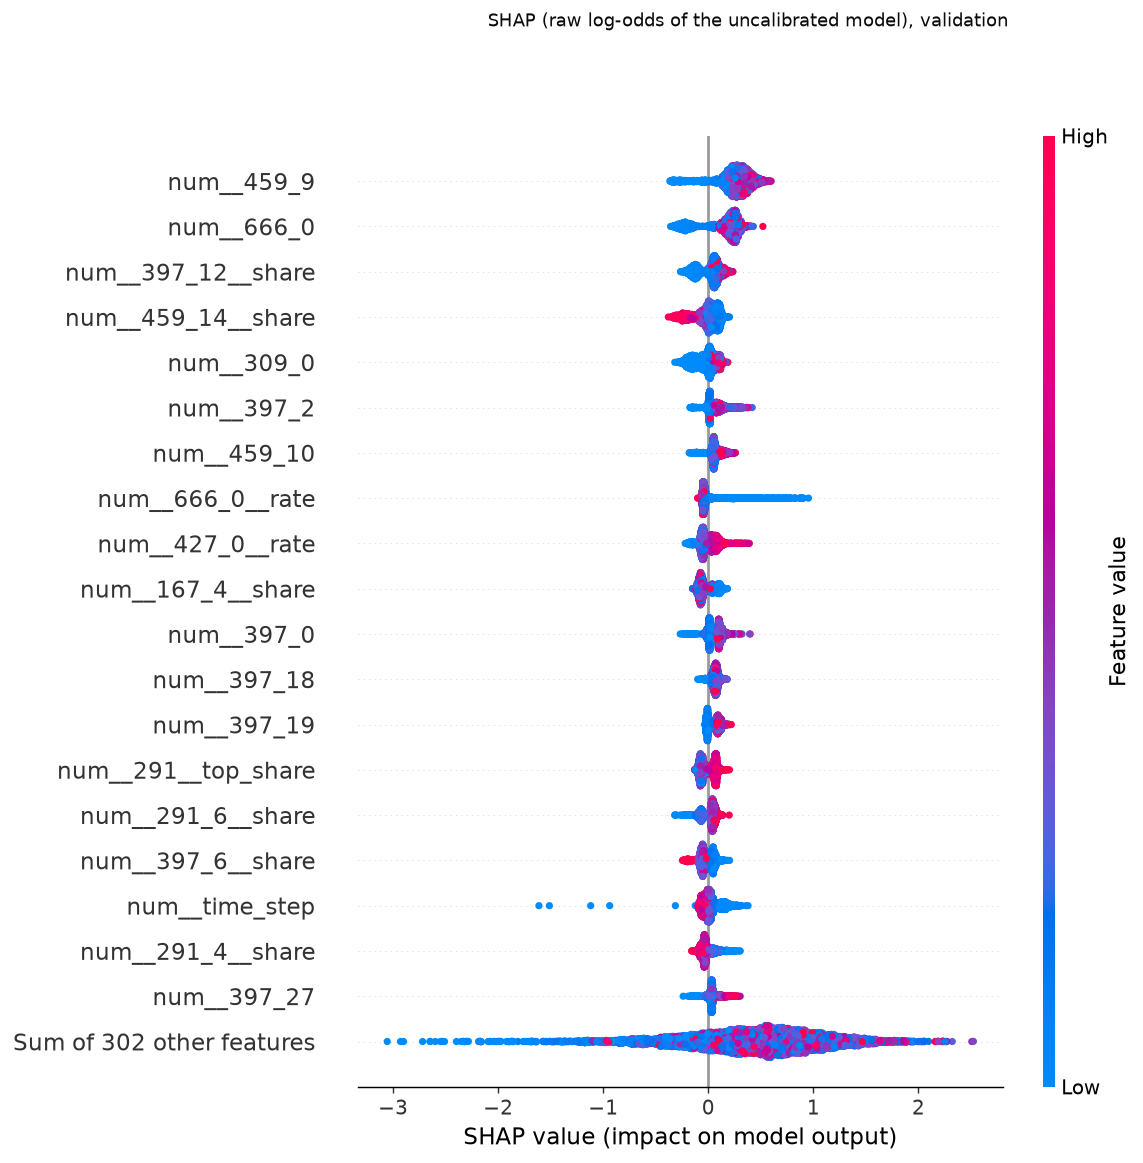 SHAP (raw log-odds of the uncalibrated model), validation
High
num__459_9
num__666_0
num__397_12__share
num__459_14__share
num__309_0
num__397_2
num__459_10
num__666_0__rate
num__427_0__rate
num__167_4__share
num__397_0
num__397_18
num__397_19
num__291__top_share
num__291_6__share
num__397_6__share
num__time_step
num__291_4__share
num__397_27
Sum of 302 other features
Feature value
Low
−3 −2 −1 0 1 2
SHAP value (impact on model output)